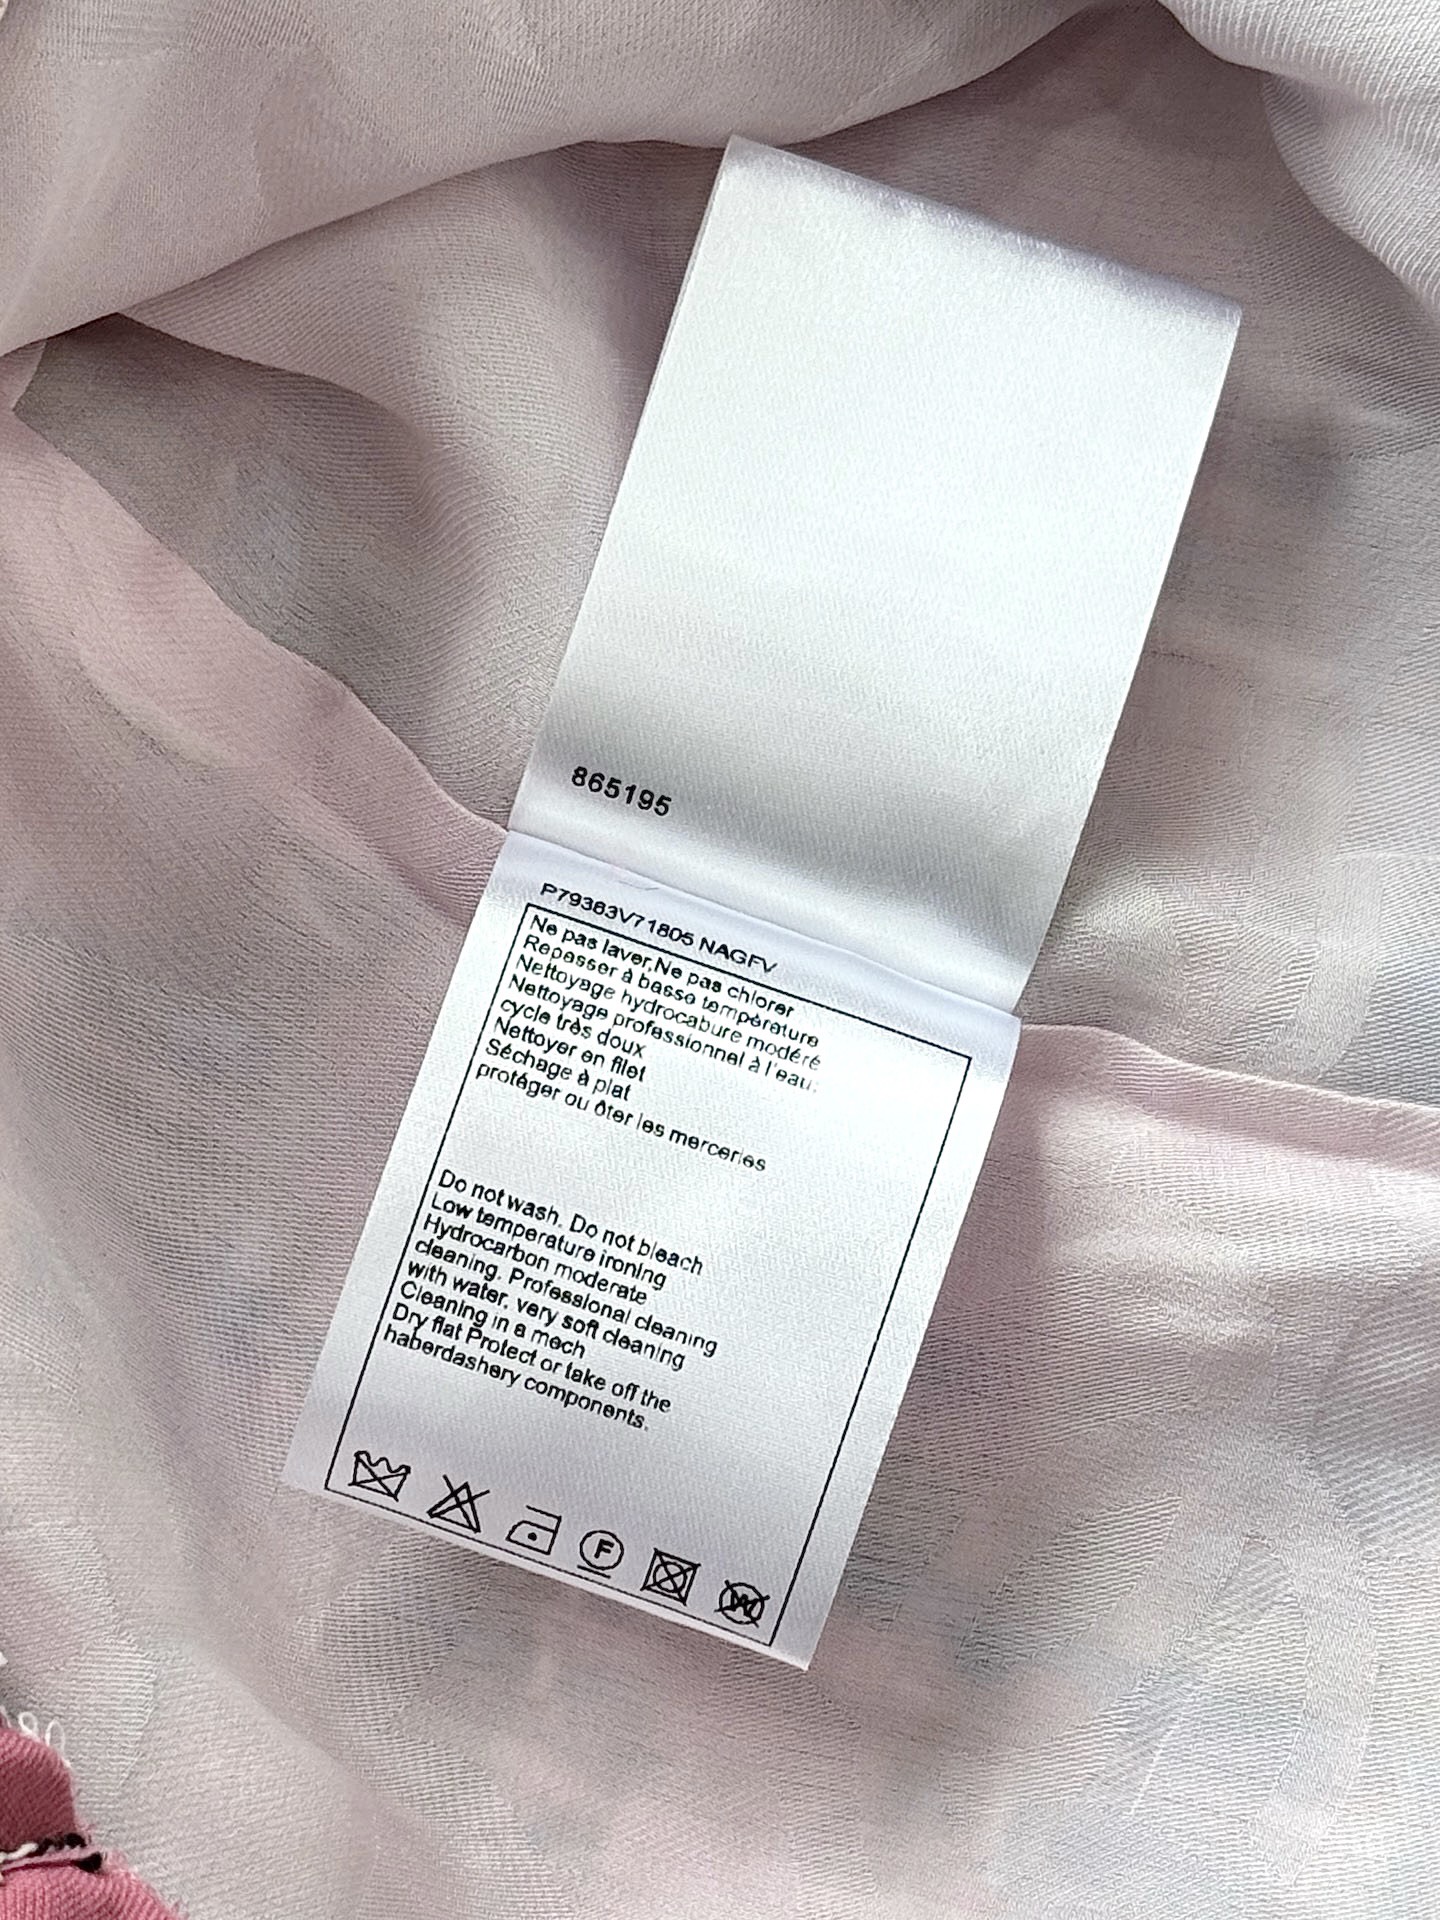 865195
P79383V71805 NAGFV
Ne pas laver,Ne pas chlorer
Repasser à basse température
Nettoyage hydrocabure modéré
Nettoyage professionnel à l'eau:
cycle très doux
Nettoyer en filet
Séchage à plat
protéger ou ôter les merceries
Do not wash. Do not bleach
Low temperature ironing
Hydrocarbon moderate
cleaning. Professional cleaning
with water, very soft cleaning
Cleaning in a mech
Dry flat Protect or take off the
haberdashery components.
F
W